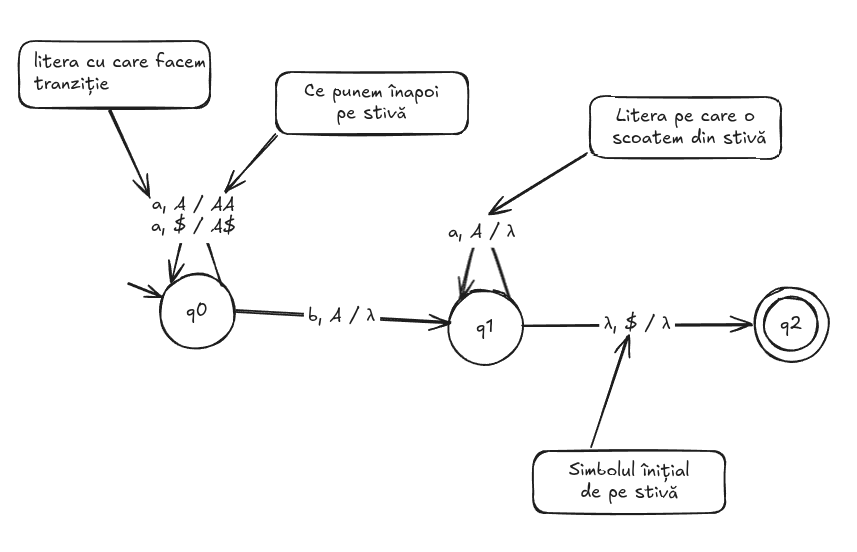 litera cu care facem
tranziție
Ce punem înapoi
pe stivă
Litera pe care o
scoatem din stivă
a, A / AA
a, $ / A$
a, A / λ
q0
b, A / λ
q1
λ, $ / λ
q2
Simbolul înițial
de pe stivă